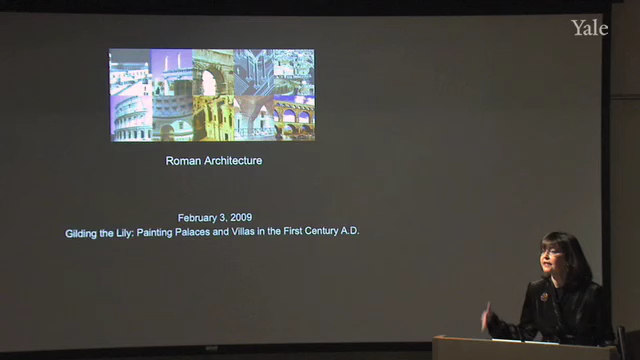 Yale
Roman Architecture
February 3, 2009
Gilding the Lily: Painting Palaces and Villas in the First Century A.D.